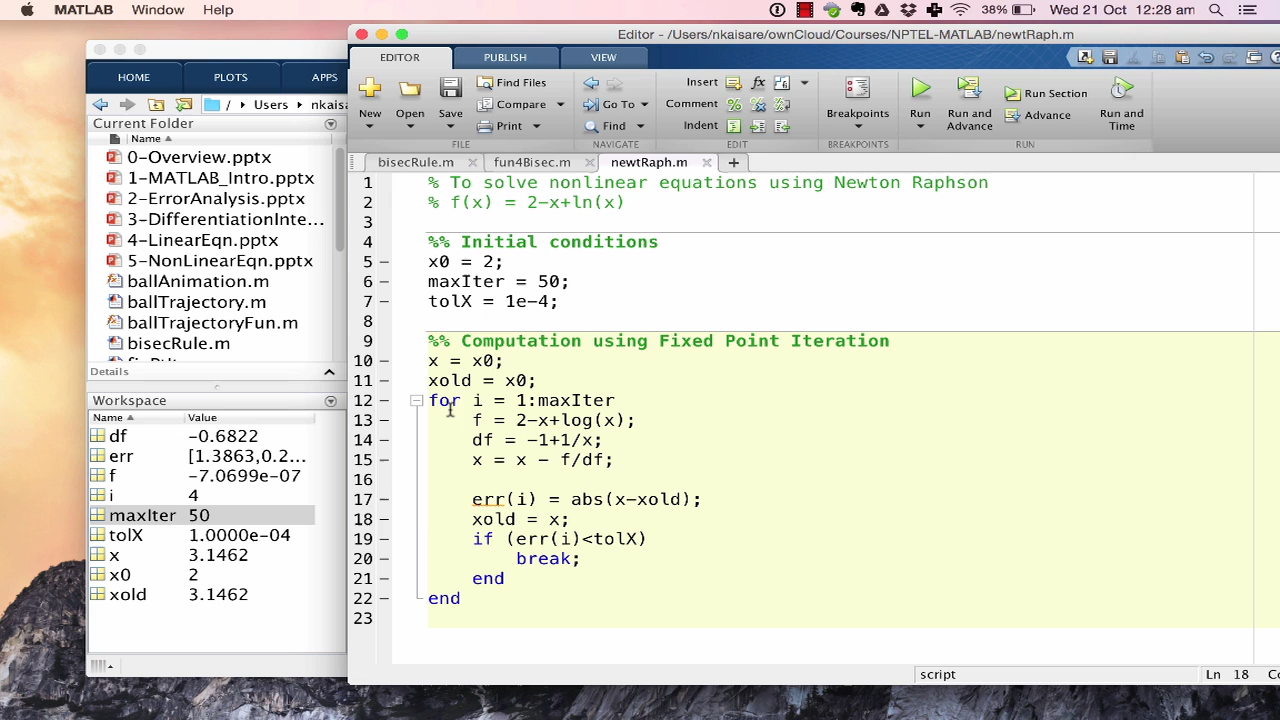 MATLAB Window Help 38% Wed 21 Oct 12:28 am
Editor - /Users/nkaisare/ownCloud/Courses/NPTEL-MATLAB/newtRaph.m
HOME PLOTS APPS
EDITOR PUBLISH VIEW
/ ▸ Users ▸ nkaisa
Current Folder
Name
0-Overview.pptx
1-MATLAB_Intro.pptx
2-ErrorAnalysis.pptx
3-DifferentiationInte...
4-LinearEqn.pptx
5-NonLinearEqn.pptx
ballAnimation.m
ballTrajectory.m
ballTrajectoryFun.m
bisecRule.m
Details
Workspace
Name Value
df -0.6822
err [1.3863,0.2...
f -7.0699e-07
i 4
maxIter 50
tolX 1.0000e-04
x 3.1462
x0 2
xold 3.1462
New Open Save
Find Files
Compare
Print
FILE
Go To
Find
NAVIGATE
Insert
Comment
Indent
EDIT
Breakpoints
BREAKPOINTS
Run
Run and Advance
Run Section
Advance
Run and Time
RUN
bisecRule.m fun4Bisec.m newtRaph.m
1 % To solve nonlinear equations using Newton Raphson
2 % f(x) = 2-x+ln(x)
3
4 %% Initial conditions
5 x0 = 2;
6 maxIter = 50;
7 tolX = 1e-4;
8
9 %% Computation using Fixed Point Iteration
10 x = x0;
11 xold = x0;
12 for i = 1:maxIter
13 f = 2-x+log(x);
14 df = -1+1/x;
15 x = x - f/df;
16
17 err(i) = abs(x-xold);
18 xold = x;
19 if (err(i)<tolX)
20 break;
21 end
22 end
23
script Ln 18